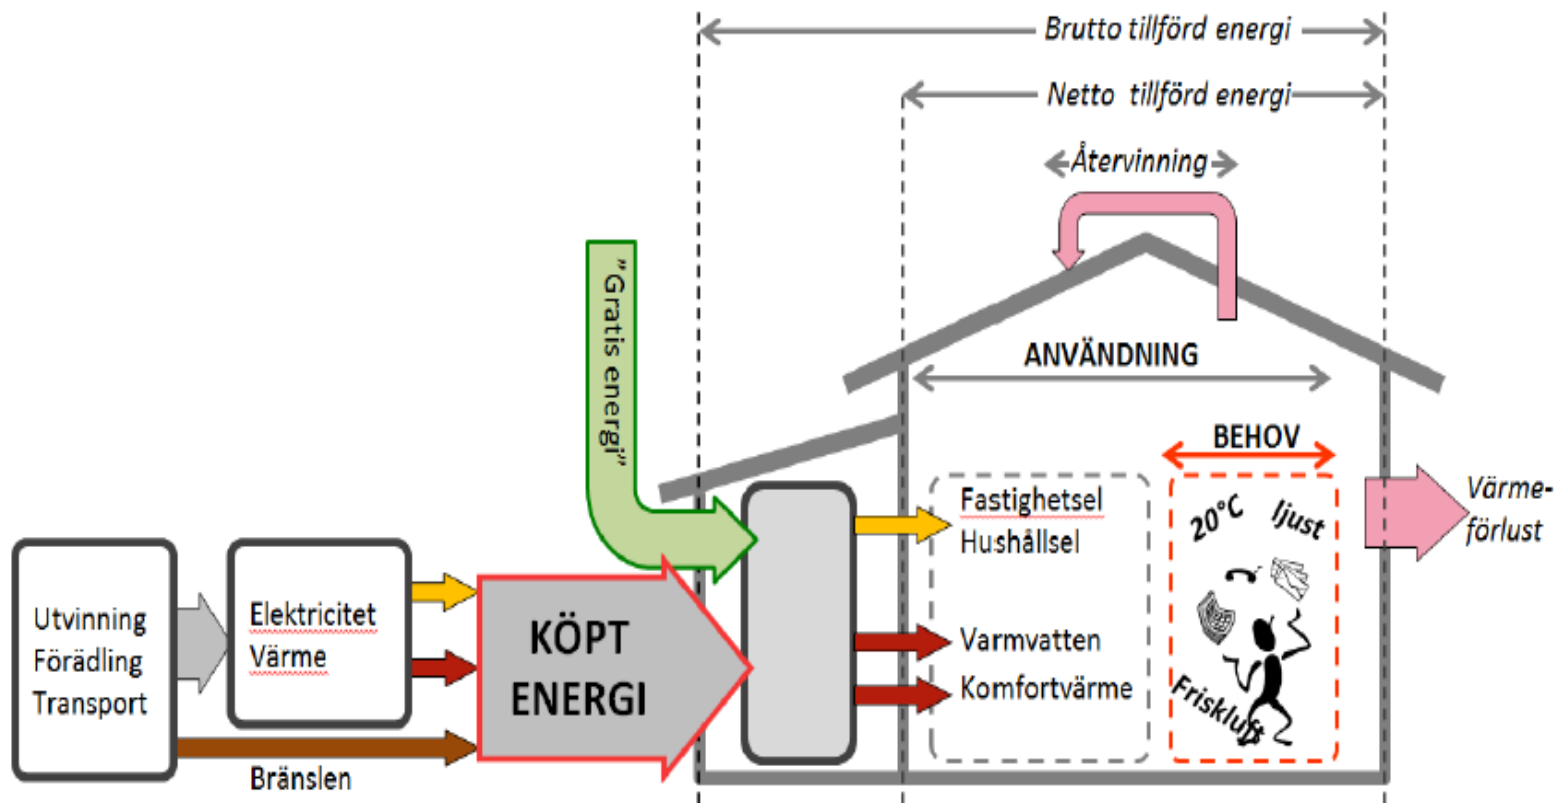 Brutto tillförd energi
Netto tillförd energi
Återvinning
"Gratis energi"
ANVÄNDNING
BEHOV
Fastighetsel
Hushållsel
Varmvatten
Komfortvärme
20°C
ljust
Friskluft
Värme-
förlust
Utvinning
Förädling
Transport
Elektricitet
Värme
Bränslen
KÖPT
ENERGI